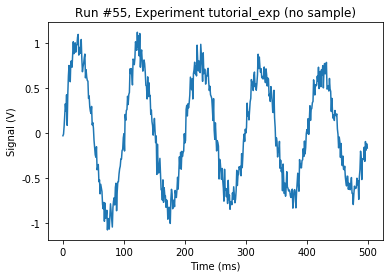 Run #55, Experiment tutorial_exp (no sample)
1
0.5
0
-0.5
-1
Signal (V)
0 100 200 300 400 500
Time (ms)